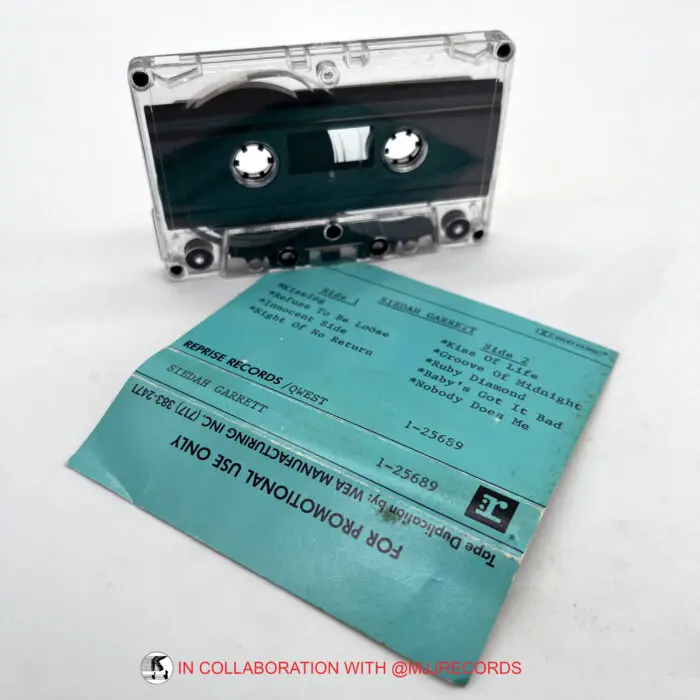 SIEDAH GARRETT
Side 1
*Kissing
*Refuse To Be Loose
*Innocent Side
*Night Of No Return
Side 2
*Kiss Of Life
*Groove Of Midnight
*Ruby Diamond
*Baby's Got It Bad
*Nobody Does Me
REPRISE RECORDS /QWEST
1-25689
SIEDAH GARRETT
1-25689
Tape Duplication by: WEA MANUFACTURING INC. (717) 383-2471
FOR PROMOTIONAL USE ONLY
IN COLLABORATION WITH @MJJRECORDS